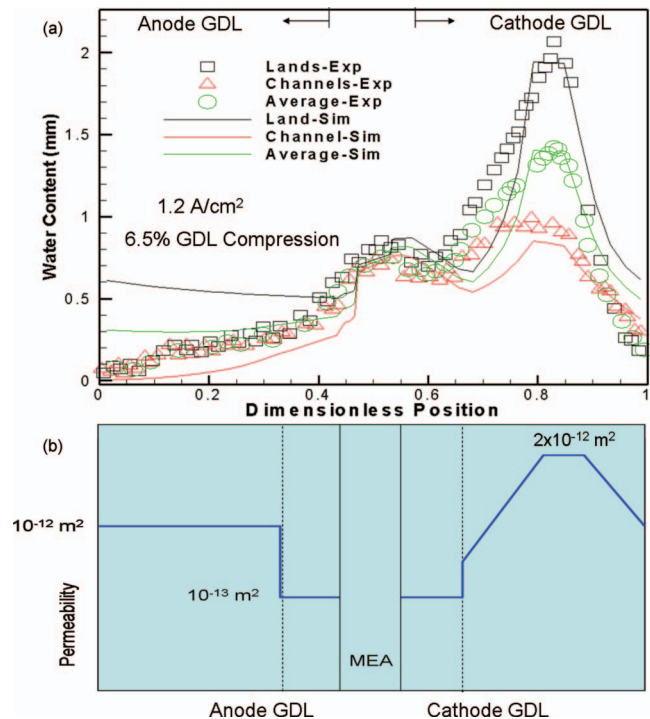 (a)
Anode GDL
Cathode GDL
Lands-Exp
Channels-Exp
Average-Exp
Land-Sim
Channel-Sim
Average-Sim
1.2 A/cm²
6.5% GDL Compression
Water Content (mm)
2
1.5
1
0.5
0
0
0.2
0.4
0.6
0.8
1
Dimensionless Position
(b)
2x10⁻¹² m²
10⁻¹² m²
10⁻¹³ m²
Permeability
MEA
Anode GDL
Cathode GDL